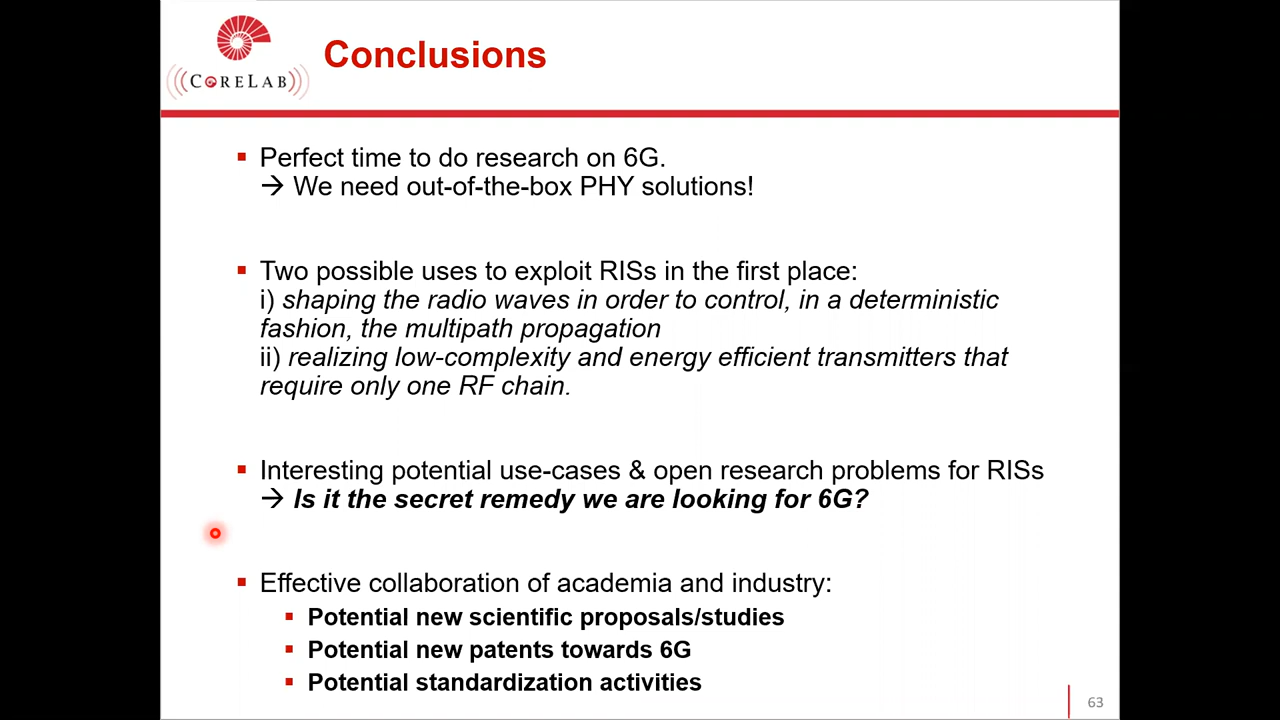 CORELAB
Conclusions
▪ Perfect time to do research on 6G.
→ We need out-of-the-box PHY solutions!
▪ Two possible uses to exploit RISs in the first place:
i) shaping the radio waves in order to control, in a deterministic
fashion, the multipath propagation
ii) realizing low-complexity and energy efficient transmitters that
require only one RF chain.
▪ Interesting potential use-cases & open research problems for RISs
→ Is it the secret remedy we are looking for 6G?
▪ Effective collaboration of academia and industry:
▪ Potential new scientific proposals/studies
▪ Potential new patents towards 6G
▪ Potential standardization activities
63